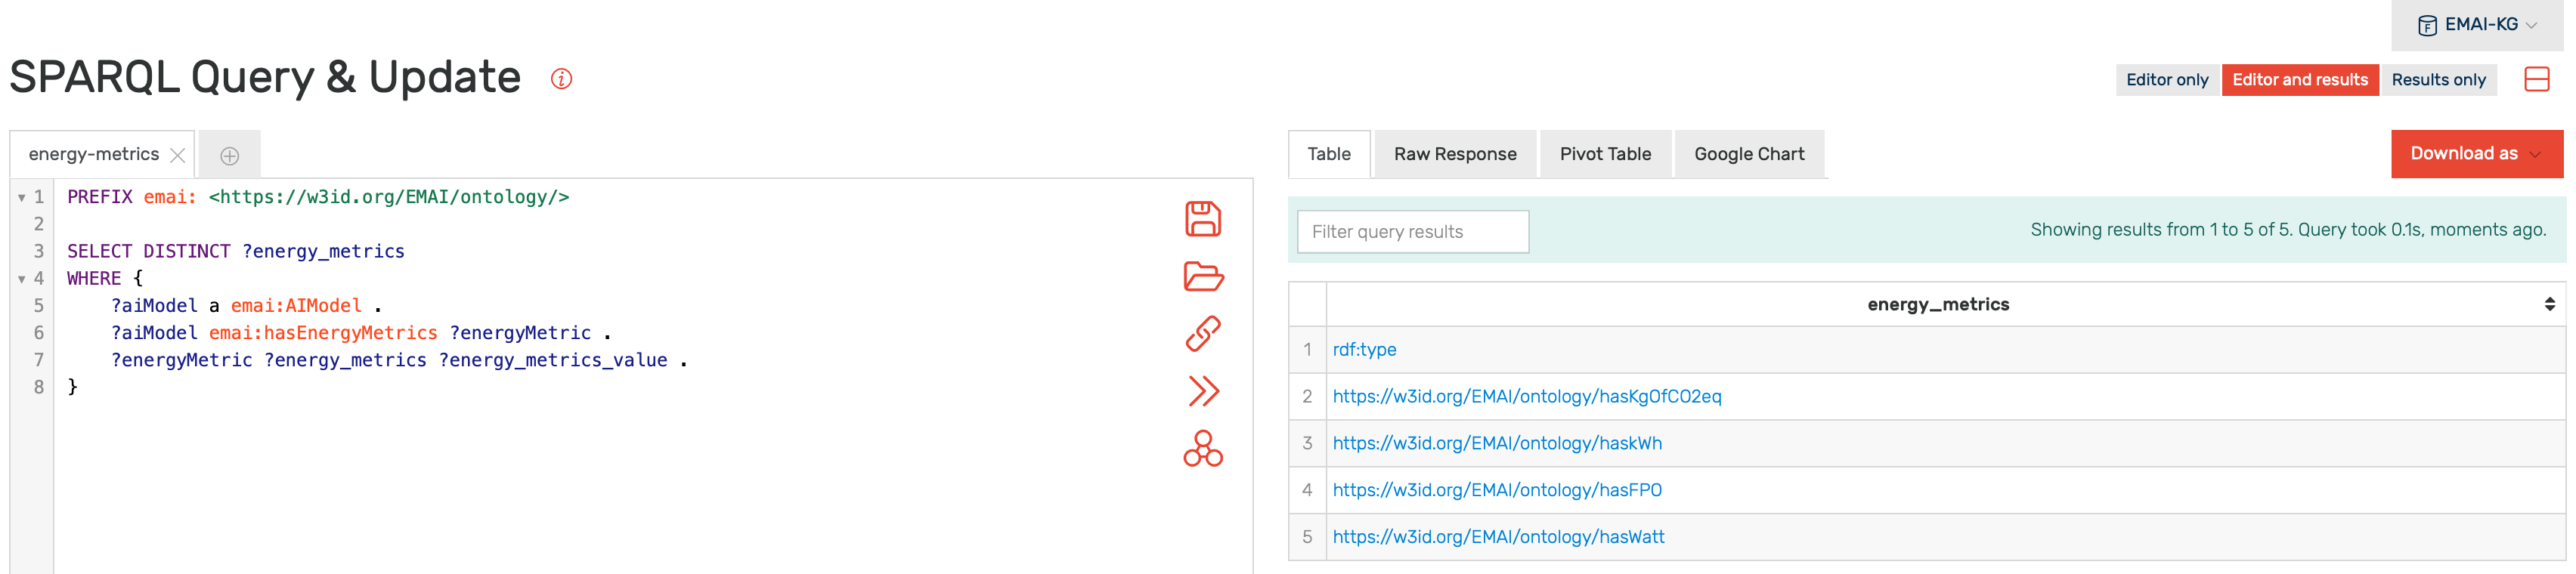 EMAI-KG
SPARQL Query & Update
Editor only
Editor and results
Results only
energy-metrics
1 PREFIX emai: <https://w3id.org/EMAI/ontology/>
2
3 SELECT DISTINCT ?energy_metrics
4 WHERE {
5 ?aiModel a emai:AIModel .
6 ?aiModel emai:hasEnergyMetrics ?energyMetric .
7 ?energyMetric ?energy_metrics ?energy_metrics_value .
8 }
Table
Raw Response
Pivot Table
Google Chart
Download as
Filter query results
Showing results from 1 to 5 of 5. Query took 0.1s, moments ago.
energy_metrics
1 rdf:type
2 https://w3id.org/EMAI/ontology/hasKgOfCO2eq
3 https://w3id.org/EMAI/ontology/haskWh
4 https://w3id.org/EMAI/ontology/hasFPO
5 https://w3id.org/EMAI/ontology/hasWatt